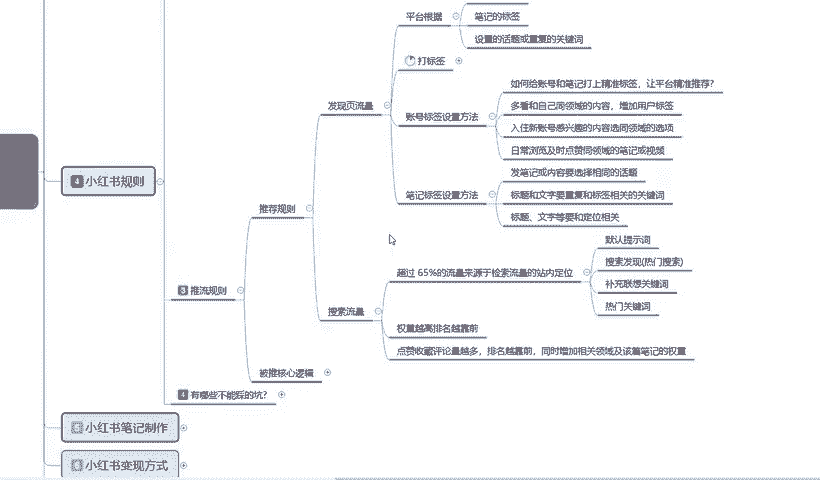 平台根据
笔记的标签
设置的话题或重复的关键词
打标签
发现页流量
如何给账号和笔记打上精准标签，让平台精准推荐?
多看和自己同领域的内容，增加用户标签
账号标签设置方法
入住新账号感兴趣的内容选同领域的选项
日常浏览及时点赞同领域的笔记或视频
发笔记或内容要选择相同的话题
笔记标签设置方法
标题和文字要重复和标签相关的关键词
标题、文字等要和定位相关
4 小红书规则
推荐规则
默认提示词
搜索发现(热门搜索)
超过 65%的流量来源于检索流量的站内定位
补充联想关键词
热门关键词
3 推流规则
搜索流量
权重越高排名越靠前
点赞收藏评论量越多，排名越靠前，同时增加相关领域及该篇笔记的权重
被推核心逻辑
4 有哪些不能踩的坑?
小红书笔记制作
小红书变现方式